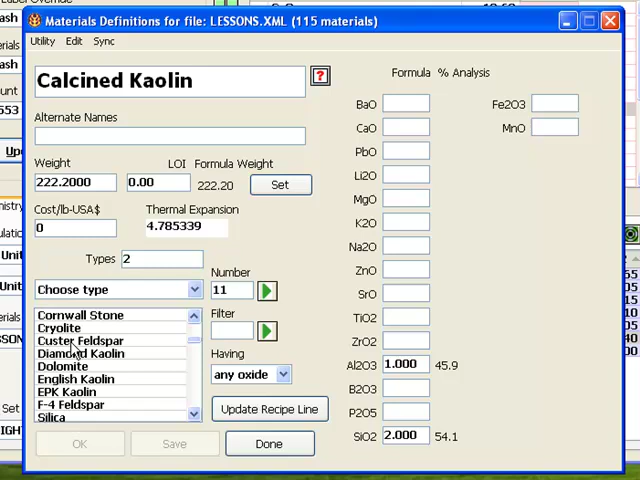 Materials Definitions for file: LESSONS.XML (115 materials)
Utility Edit Sync
Calcined Kaolin
?
Alternate Names
Weight
LOI
Formula Weight
222.2000
0.00
222.20
Set
Cost/lb-USA$
Thermal Expansion
0
4.785339
Types
2
Number
Choose type
11
Cornwall Stone
Cryolite
Custer Feldspar
Diamond Kaolin
Dolomite
English Kaolin
EPK Kaolin
F-4 Feldspar
Silica
Filter
Having
any oxide
Update Recipe Line
OK
Save
Done
Formula % Analysis
BaO
CaO
PbO
Li2O
MgO
K2O
Na2O
ZnO
SrO
TiO2
ZrO2
Al2O3 1.000 45.9
B2O3
P2O5
SiO2 2.000 54.1
Fe2O3
MnO